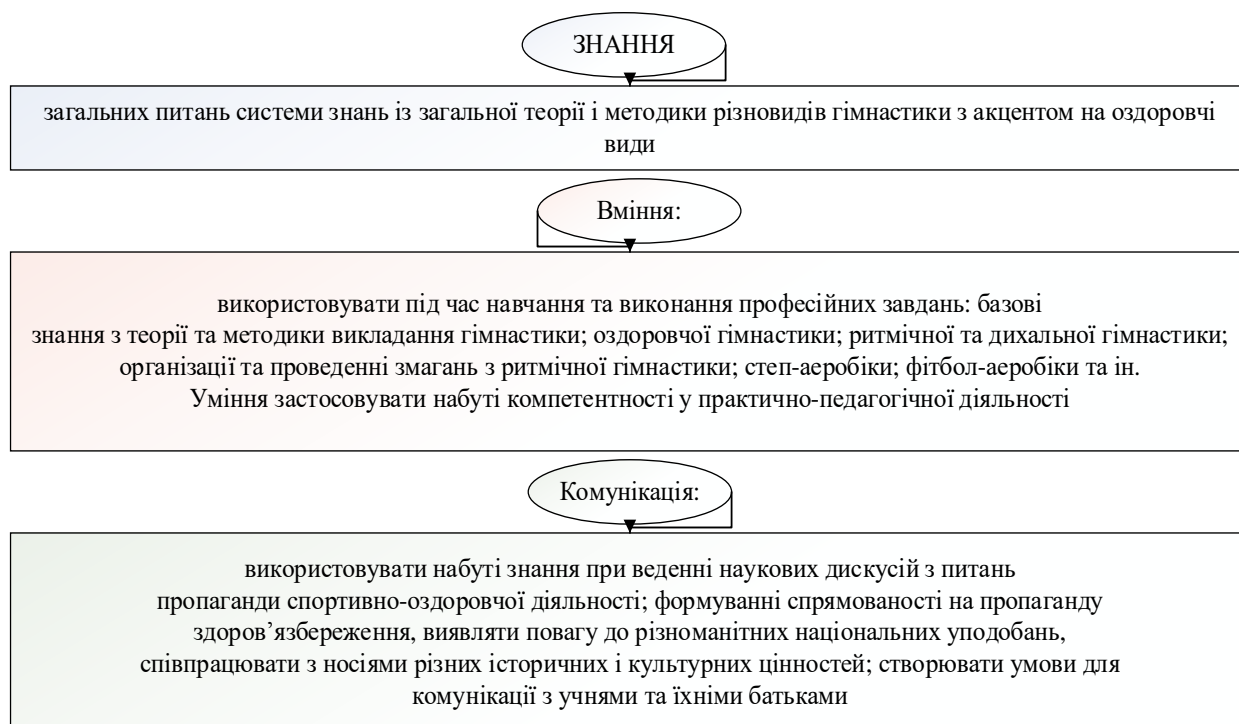 ЗНАННЯ
загальних питань системи знань із загальної теорії і методики різновидів гімнастики з акцентом на оздоровчі
види
Вміння:
використовувати під час навчання та виконання професійних завдань: базові
знання з теорії та методики викладання гімнастики; оздоровчої гімнастики; ритмічної та дихальної гімнастики;
організації та проведенні змагань з ритмічної гімнастики; степ-аеробіки; фітбол-аеробіки та ін.
Уміння застосовувати набуті компетентності у практично-педагогічної діяльності
Комунікація:
використовувати набуті знання при веденні наукових дискусій з питань
пропаганди спортивно-оздоровчої діяльності; формуванні спрямованості на пропаганду
здоров’язбереження, виявляти повагу до різноманітних національних уподобань,
співпрацювати з носіями різних історичних і культурних цінностей; створювати умови для
комунікації з учнями та їхніми батьками